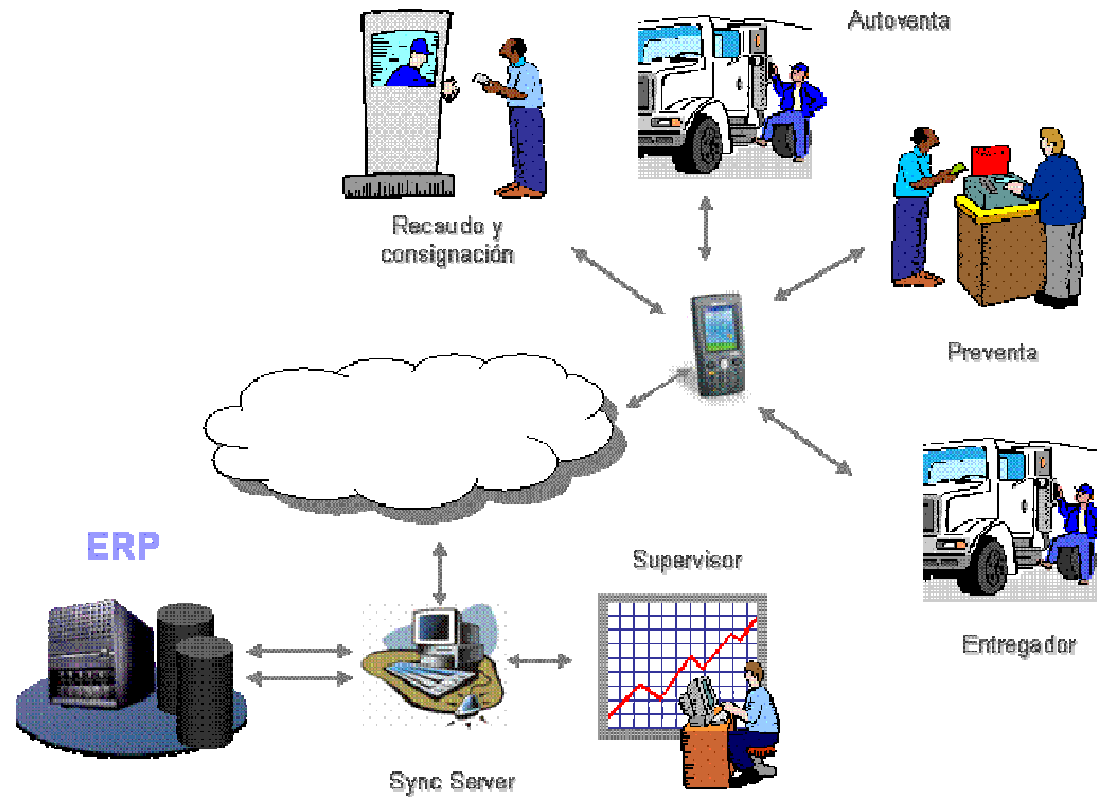 Autoventa
Recaudo y
consignación
Preventa
ERP
Supervisor
Entregador
Sync Server